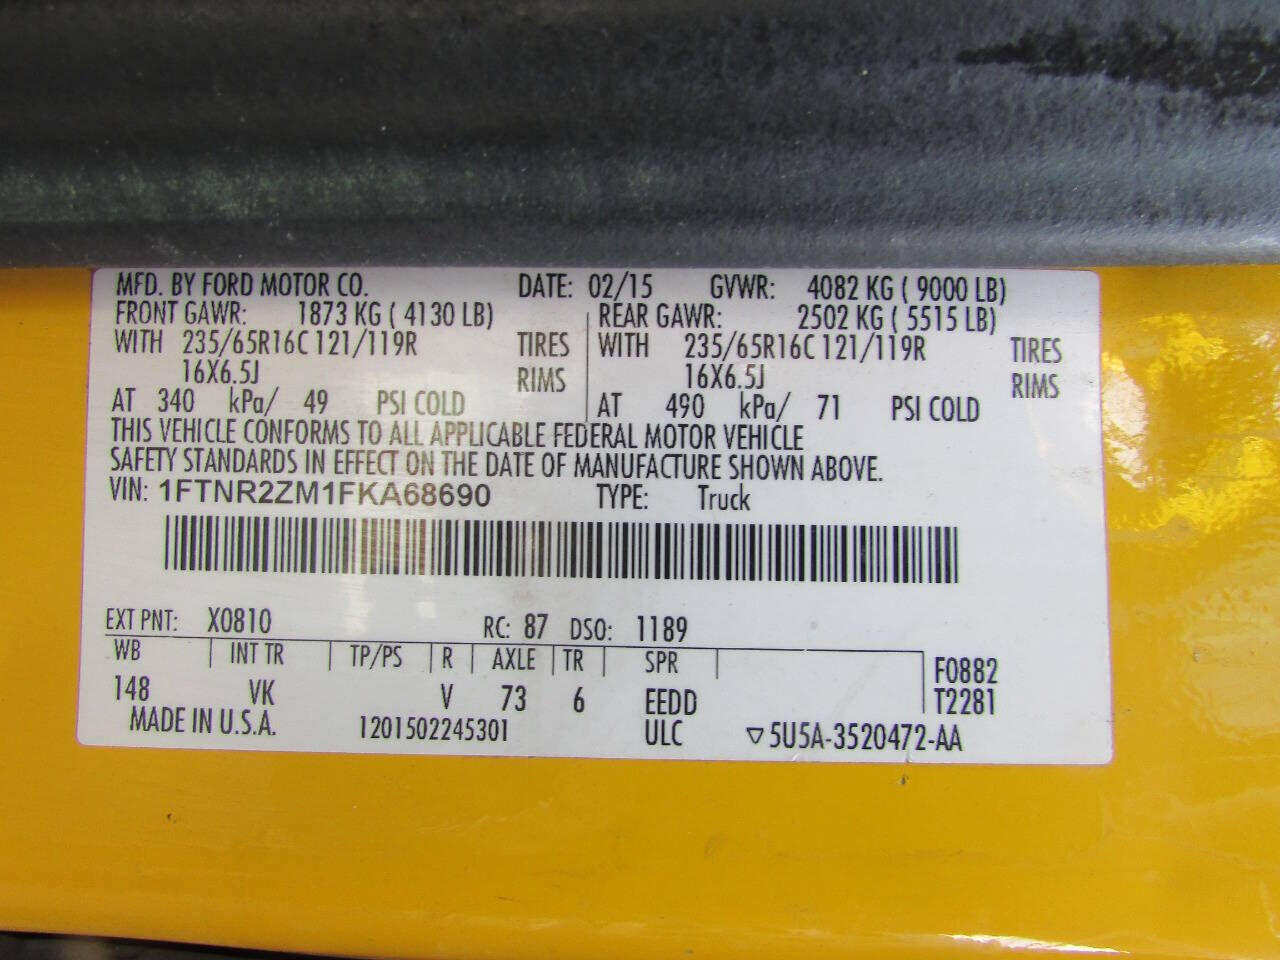 MFD. BY FORD MOTOR CO. DATE: 02/15 GVWR: 4082 KG ( 9000 LB)
FRONT GAWR: 1873 KG ( 4130 LB) REAR GAWR: 2502 KG ( 5515 LB)
WITH 235/65R16C 121/119R TIRES WITH 235/65R16C 121/119R TIRES
16X6.5J RIMS 16X6.5J RIMS
AT 340 kPa/ 49 PSI COLD AT 490 kPa/ 71 PSI COLD
THIS VEHICLE CONFORMS TO ALL APPLICABLE FEDERAL MOTOR VEHICLE
SAFETY STANDARDS IN EFFECT ON THE DATE OF MANUFACTURE SHOWN ABOVE.
VIN: 1FTNR2ZM1FKA68690 TYPE: Truck
EXT PNT: X0810 RC: 87 DSO: 1189
WB INT TR TP/PS R AXLE TR SPR F0882
148 VK V 73 6 EEDD T2281
MADE IN U.S.A. 1201502245301 ULC ▽5U5A-3520472-AA